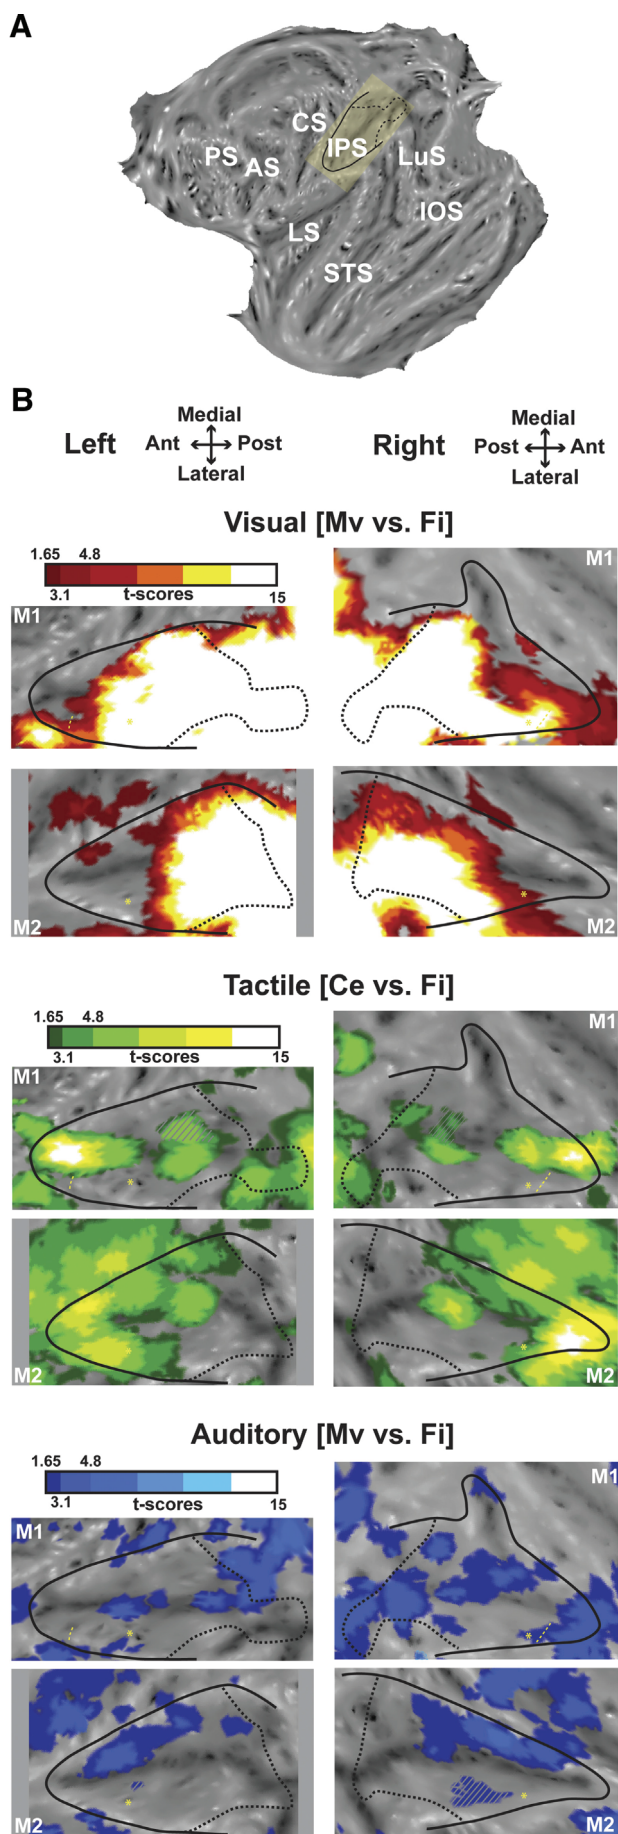 A
CS
PS
AS
IPS
LuS
IOS
LS
STS
B
Left
Medial
Ant
Post
Lateral
Right
Medial
Post
Ant
Lateral
Visual [Mv vs. Fi]
1.65 4.8
3.1 t-scores 15
M1
M1
M2
M2
Tactile [Ce vs. Fi]
1.65 4.8
3.1 t-scores 15
M1
M1
M2
M2
Auditory [Mv vs. Fi]
1.65 4.8
3.1 t-scores 15
M1
M1
M2
M2